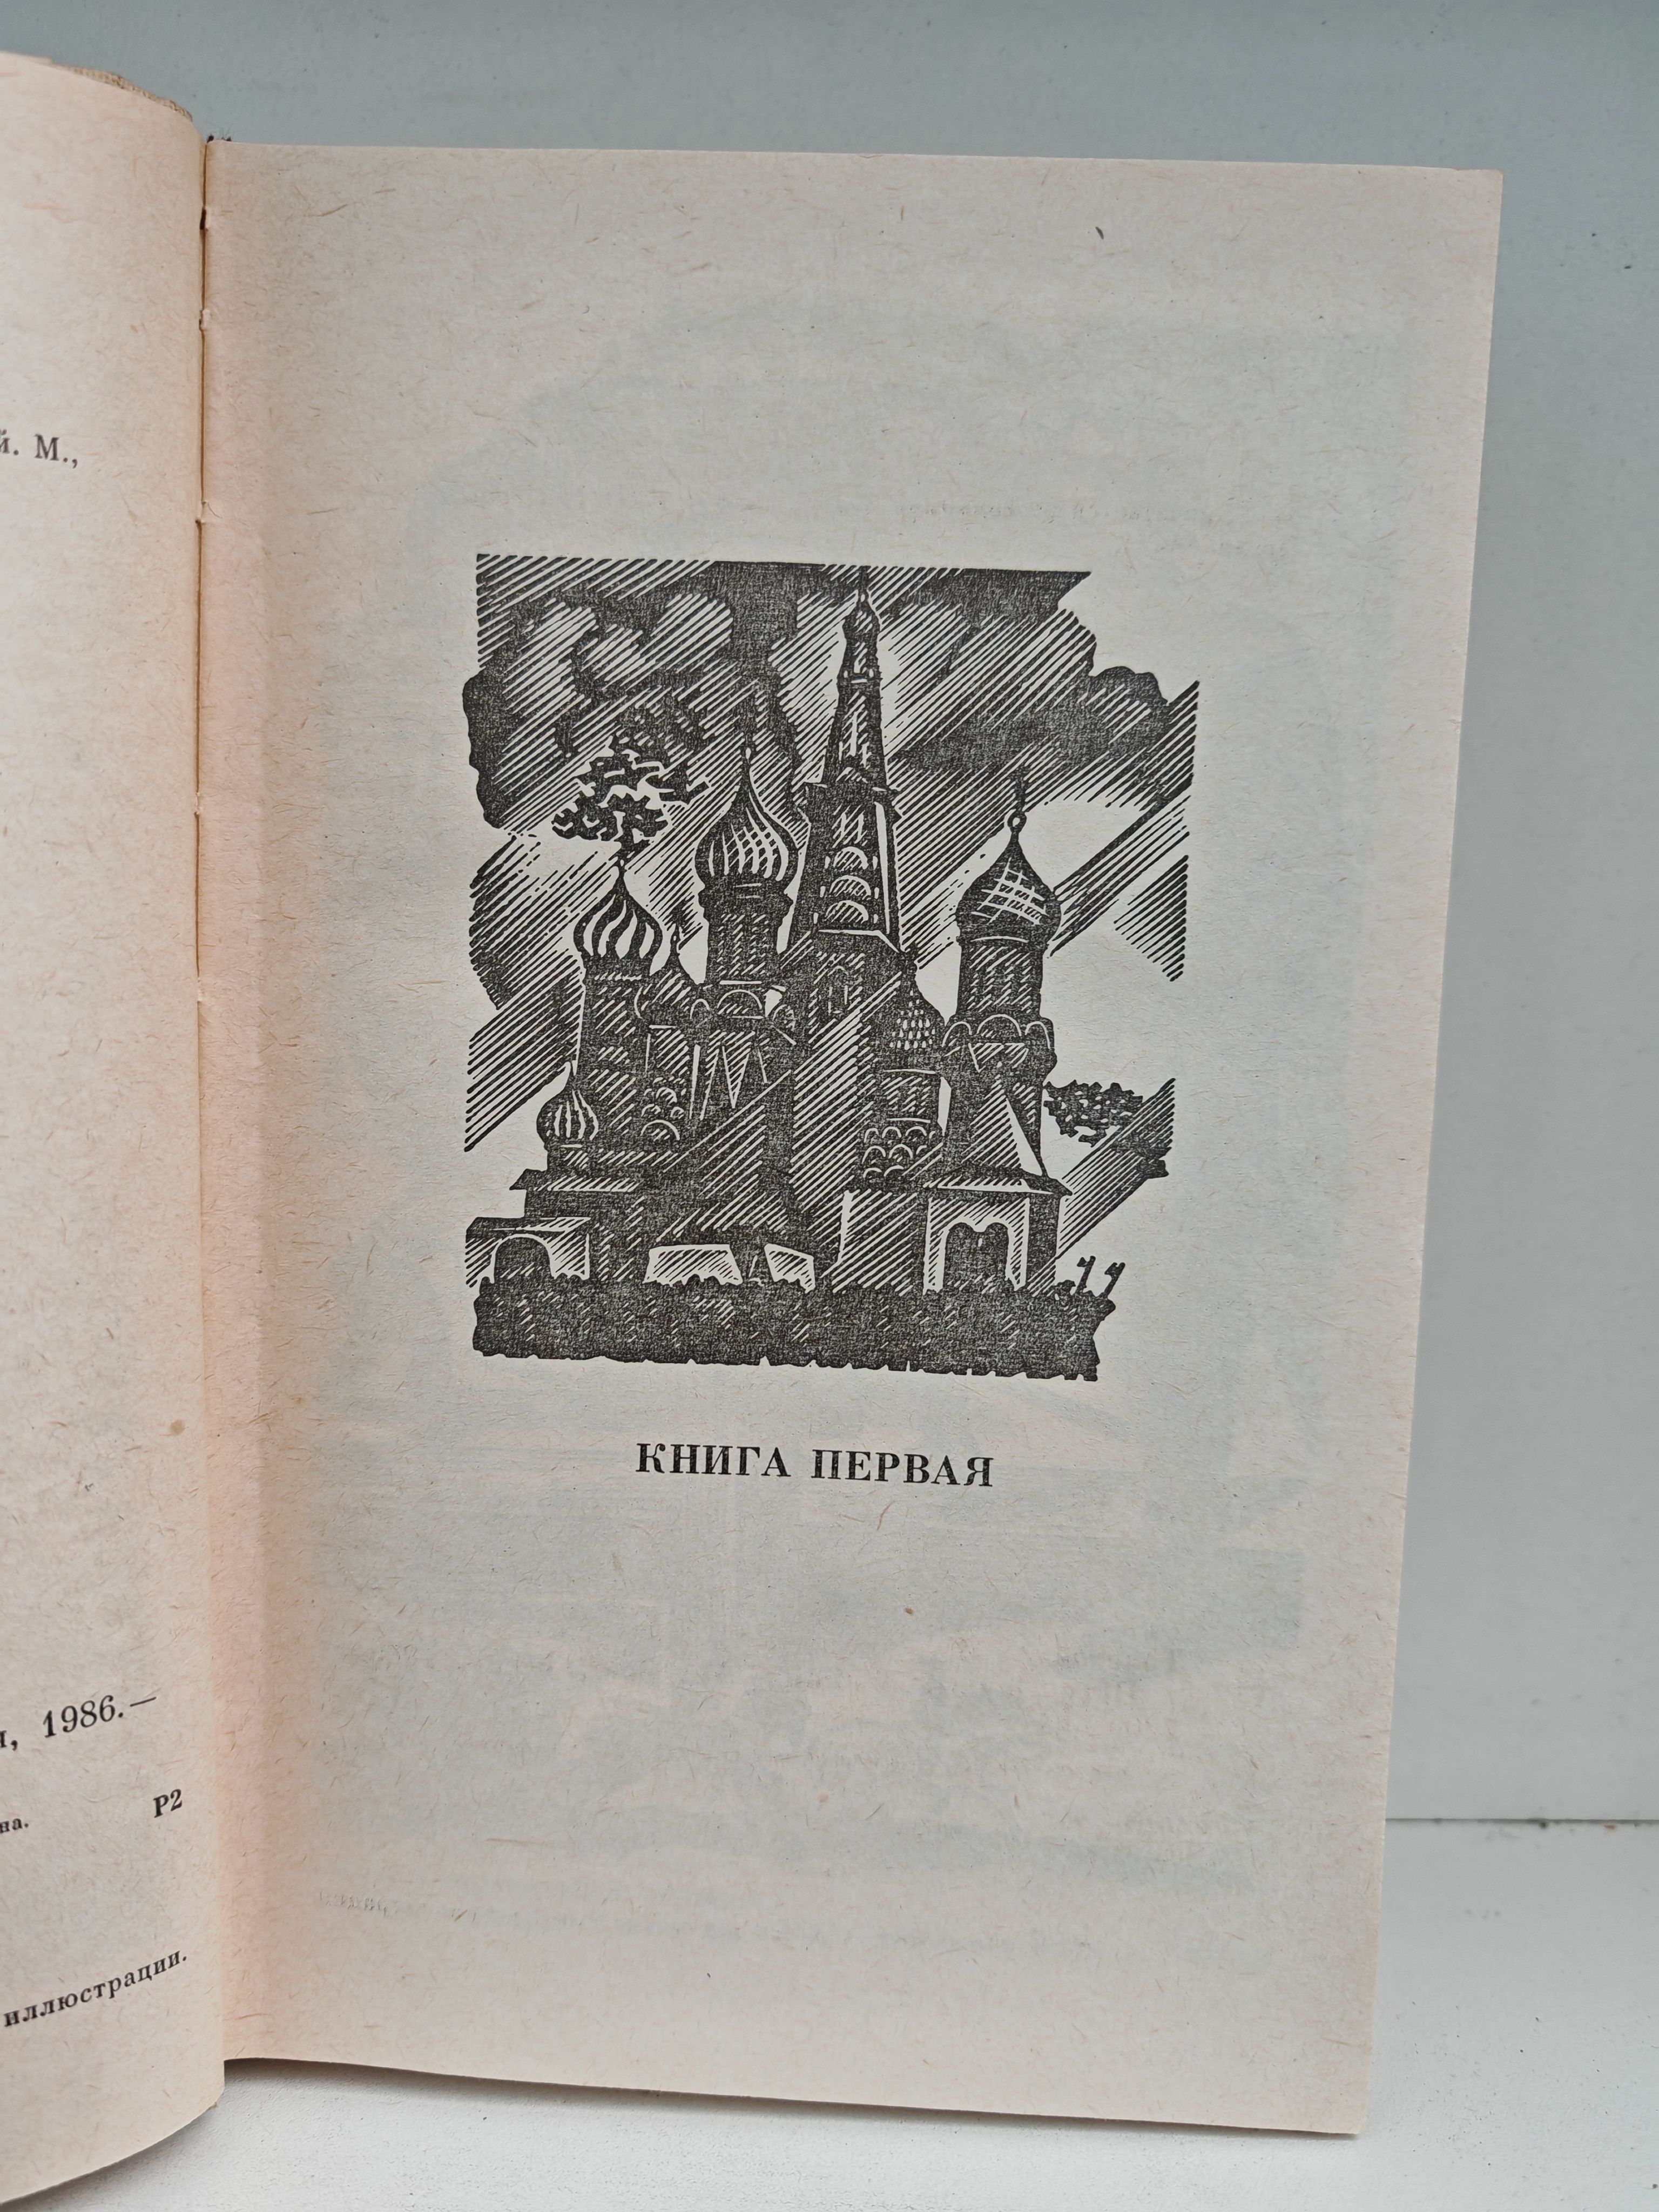 й. М.,
, 1986.—
Р2
на.
иллюстрации.
КНИГА ПЕРВАЯ